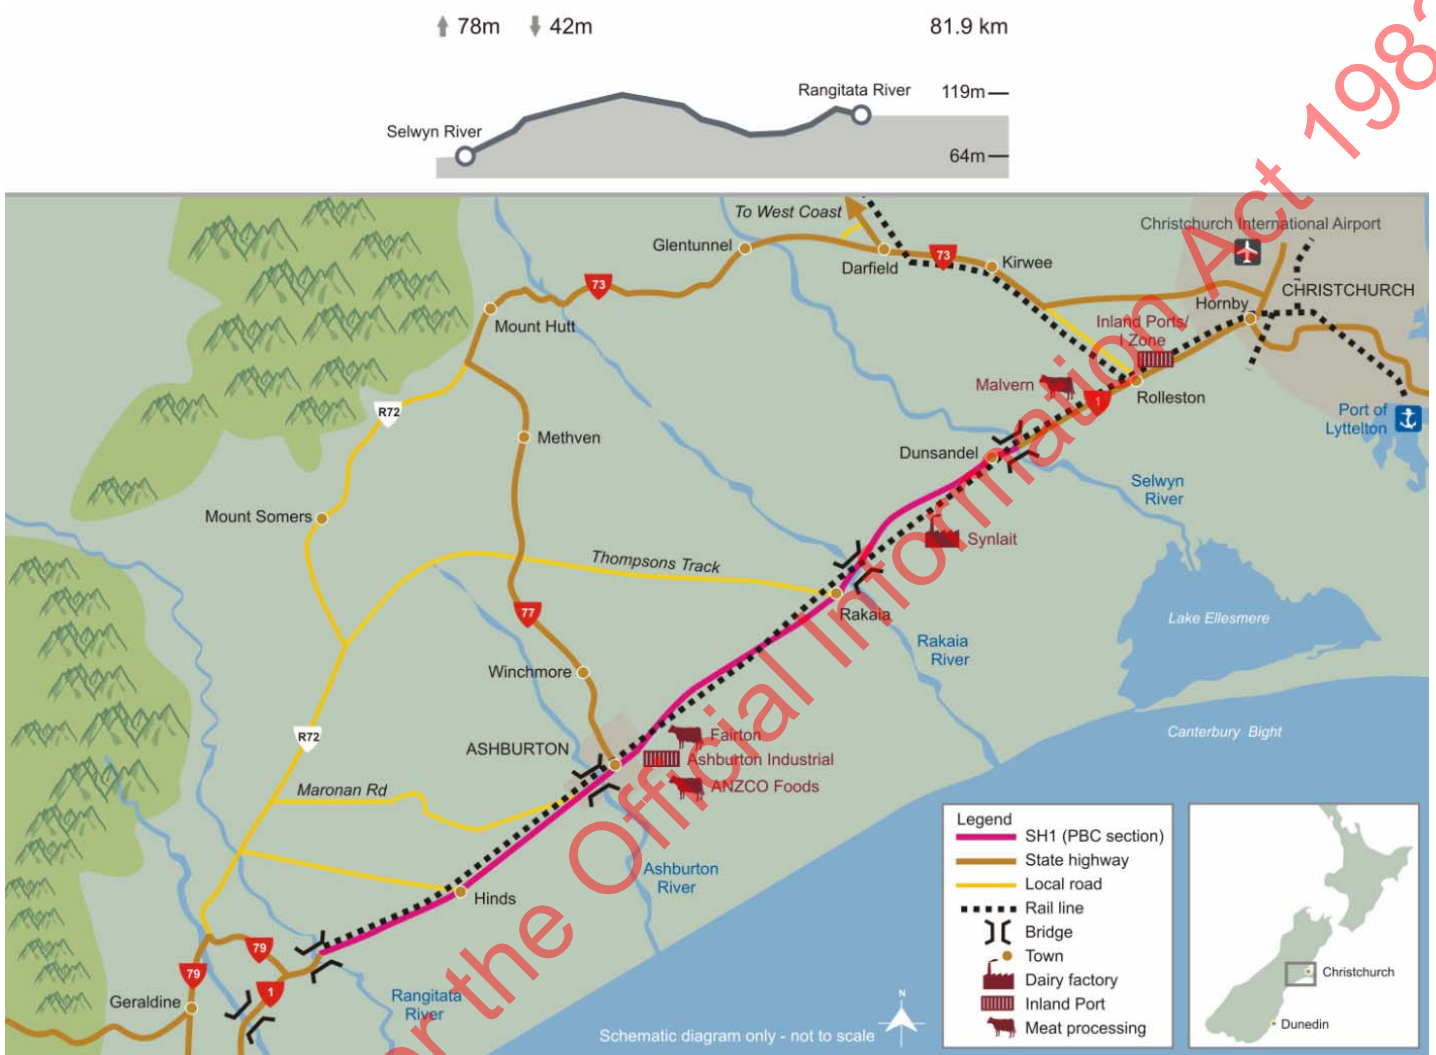 78m 42m 81.9 km
Rangitata River
119m
Selwyn River
64m
To West Coast
Christchurch International Airport
Glentunnel
Darfield
73
Kirwee
73
CHRISTCHURCH
Hornby
Mount Hutt
Inland Ports/
I Zone
Malvern
Rolleston
1
R72
Port of
Lyttelton
Methven
Dunsandel
Selwyn
River
Mount Somers
Synlait
Thompsons Track
77
Rakaia
Lake Ellesmere
Rakaia
River
Winchmore
R72
Canterbury Bight
ASHBURTON
Fairton
Ashburton Industrial
ANZCO Foods
Maronan Rd
Ashburton
River
Hinds
79
79
1
Geraldine
Rangitata
River
Schematic diagram only - not to scale
N
Legend
SH1 (PBC section)
State highway
Local road
Rail line
Bridge
Town
Dairy factory
Inland Port
Meat processing
Christchurch
Dunedin
the Official Information Act